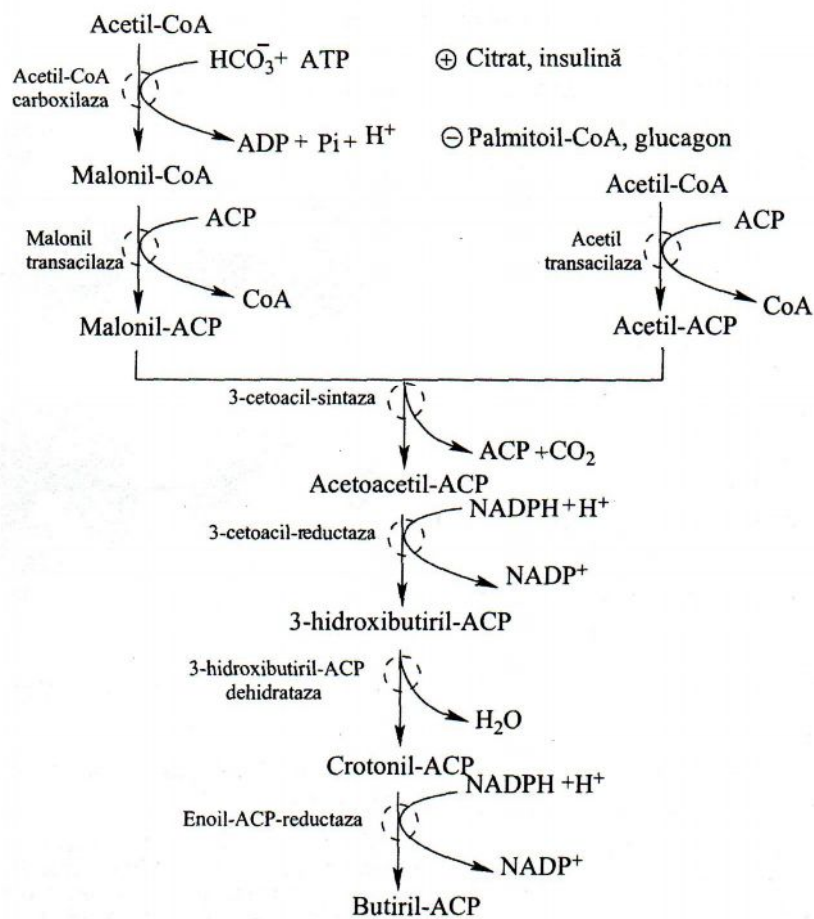 Acetil-CoA
HCO₃⁻+ ATP
⊕ Citrat, insulină
Acetil-CoA
carboxilaza
ADP + Pi + H⁺
⊖ Palmitoil-CoA, glucagon
Malonil-CoA
Acetil-CoA
ACP
ACP
Malonil
transacilaza
Acetil
transacilaza
CoA
CoA
Malonil-ACP
Acetil-ACP
3-cetoacil-sintaza
ACP +CO₂
Acetoacetil-ACP
NADPH+H⁺
3-cetoacil-reductaza
NADP⁺
3-hidroxibutiril-ACP
3-hidroxibutiril-ACP
dehidrataza
H₂O
Crotonil-ACP
NADPH +H⁺
Enoil-ACP-reductaza
NADP⁺
Butiril-ACP